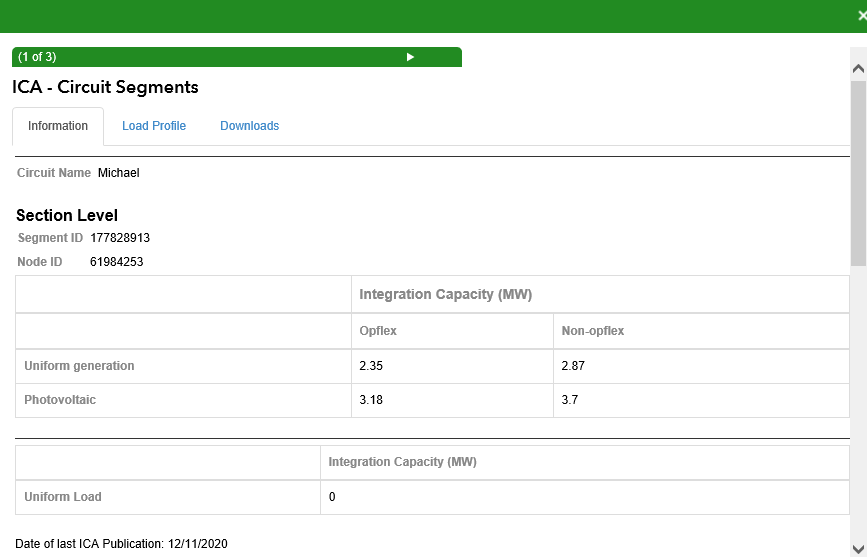 (1 of 3)
ICA - Circuit Segments
Information Load Profile Downloads
Circuit Name Michael
Section Level
Segment ID 177828913
Node ID 61984253
Integration Capacity (MW)
Opflex Non-opflex
Uniform generation 2.35 2.87
Photovoltaic 3.18 3.7
Integration Capacity (MW)
Uniform Load 0
Date of last ICA Publication: 12/11/2020